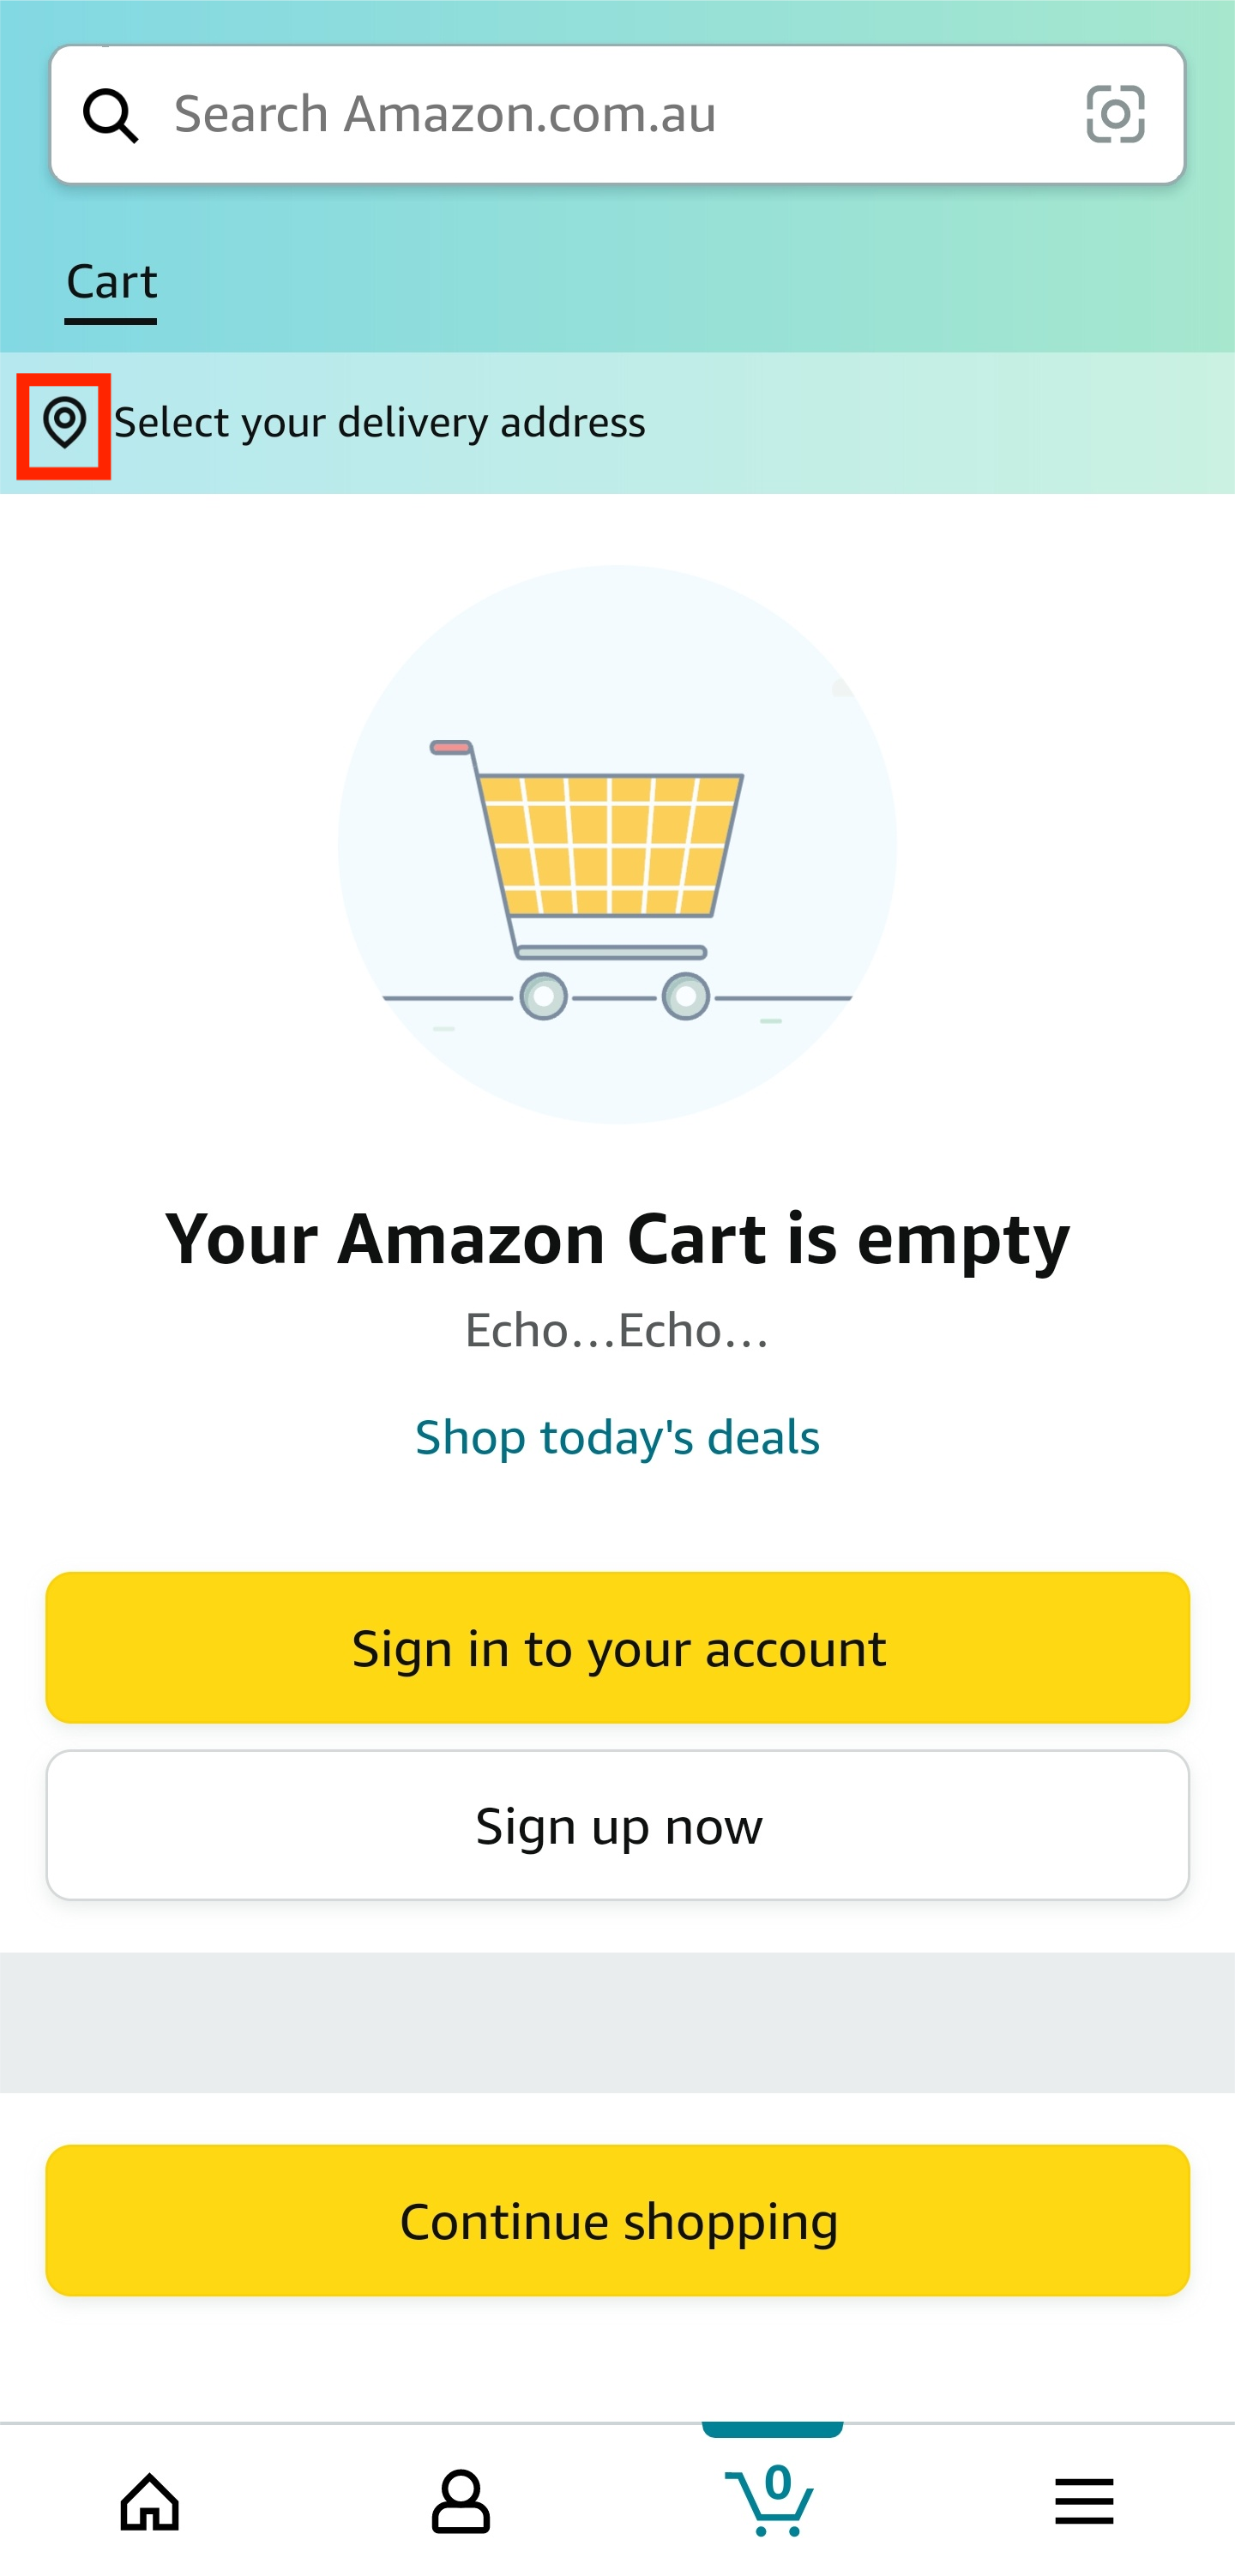 Search Amazon.com.au
Cart
Select your delivery address
Your Amazon Cart is empty
Echo...Echo...
Shop today's deals
Sign in to your account
Sign up now
Continue shopping
0